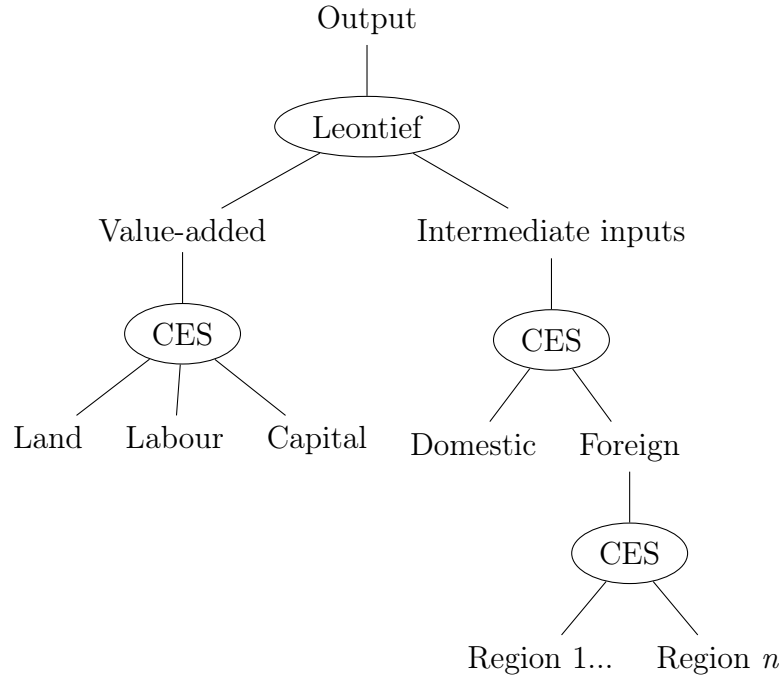 Output
Leontief
Value-added Intermediate inputs
CES CES
Land Labour Capital Domestic Foreign
CES
Region 1... Region n